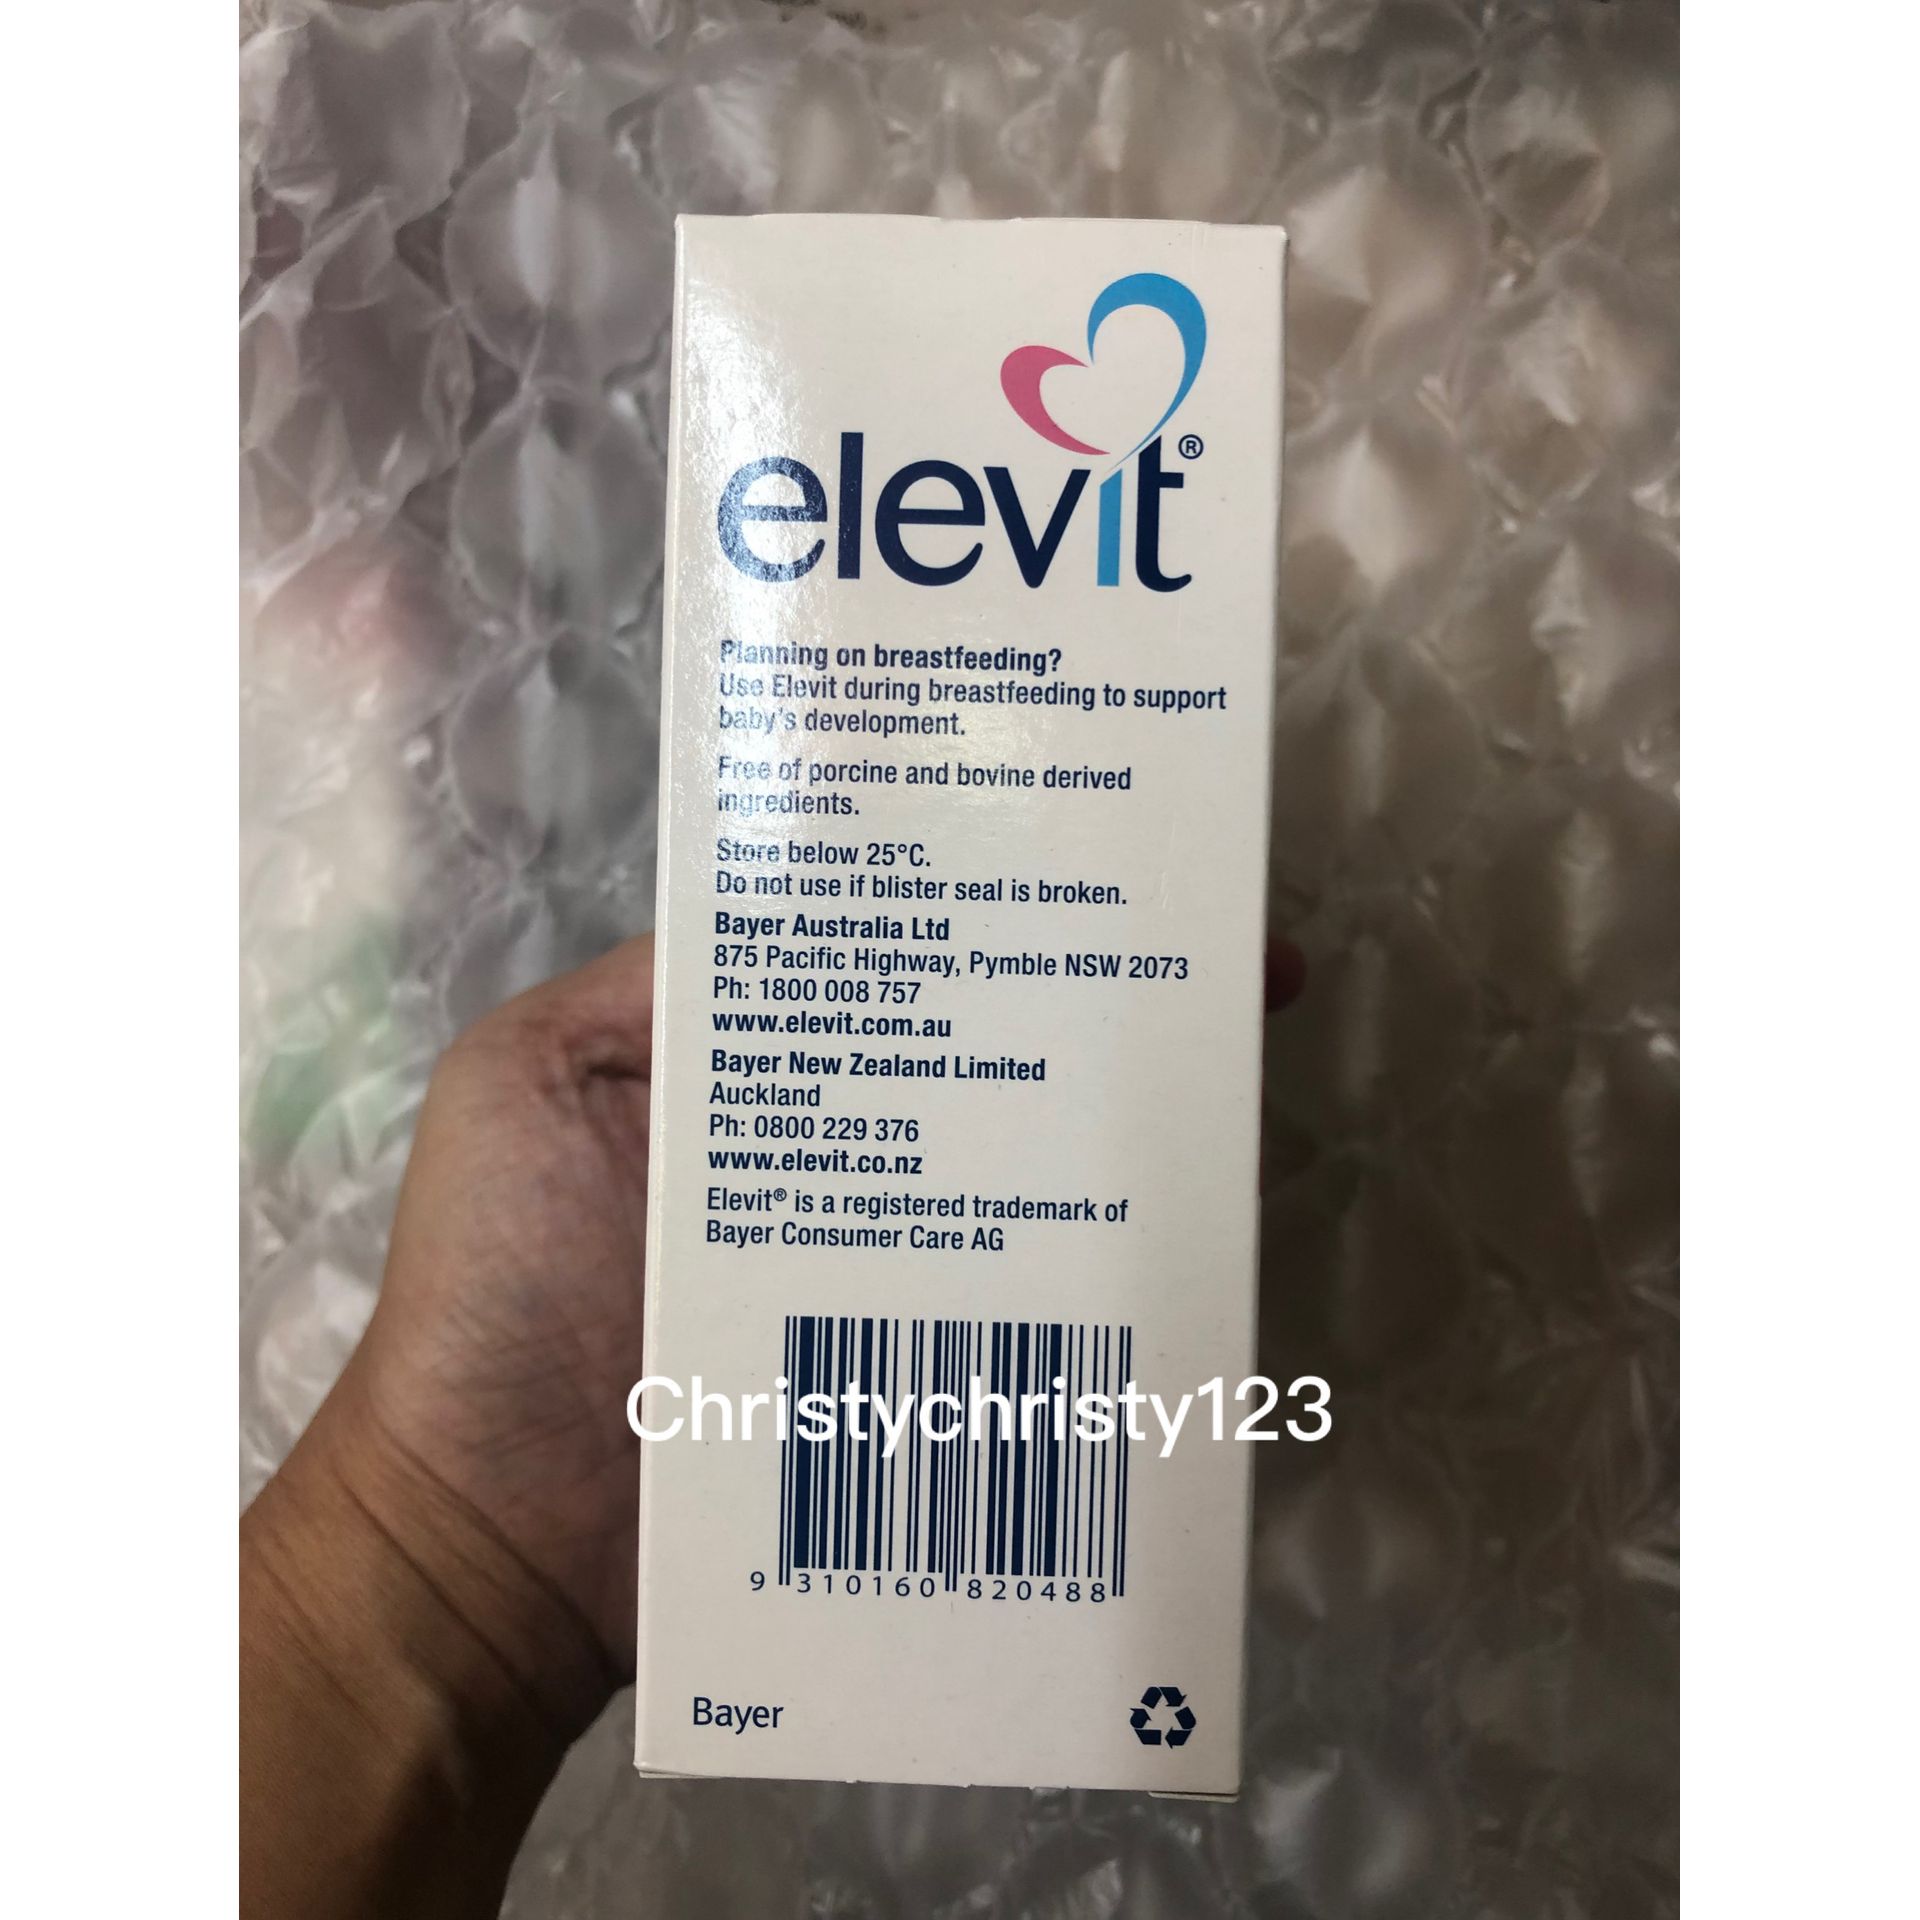 elevit®
Planning on breastfeeding?
Use Elevit during breastfeeding to support
baby's development.
Free of porcine and bovine derived
ingredients.
Store below 25°C.
Do not use if blister seal is broken.
Bayer Australia Ltd
875 Pacific Highway, Pymble NSW 2073
Ph: 1800 008 757
www.elevit.com.au
Bayer New Zealand Limited
Auckland
Ph: 0800 229 376
www.elevit.co.nz
Elevit® is a registered trademark of
Bayer Consumer Care AG
Christychristy123
9 310160 820488
Bayer